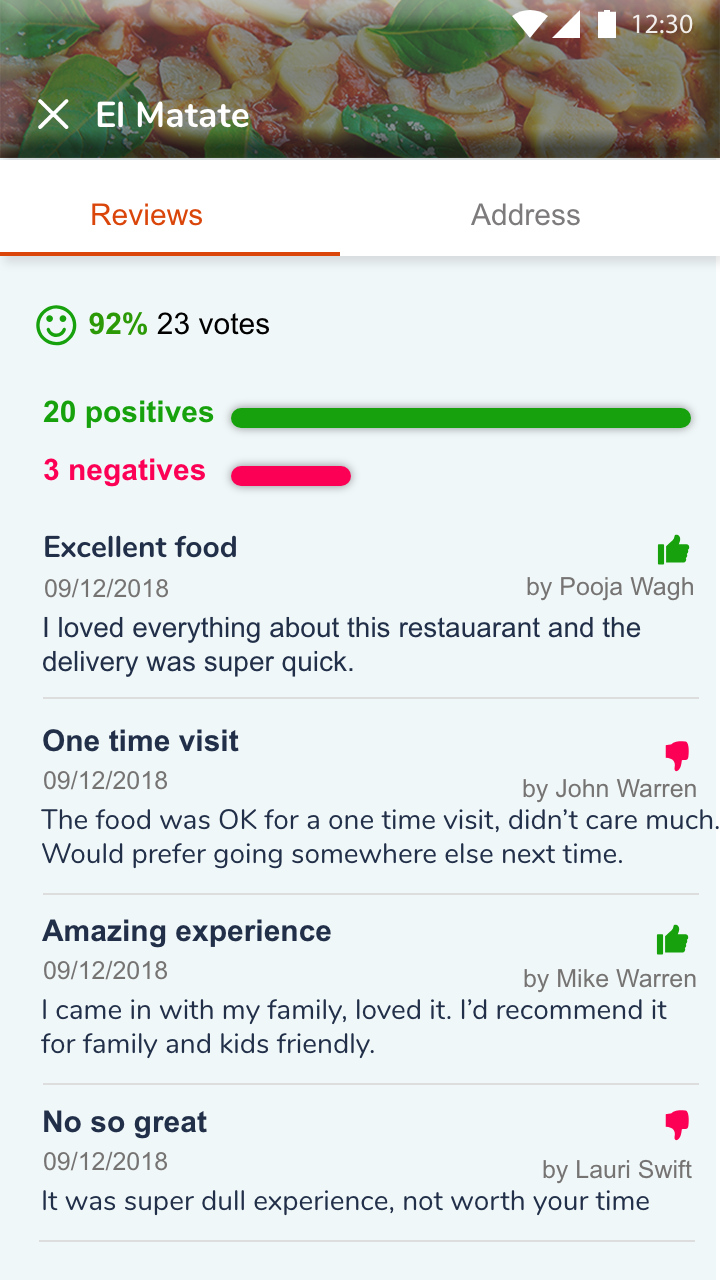 12:30
El Matate
Reviews
Address
92% 23 votes
20 positives
3 negatives
Excellent food
09/12/2018
by Pooja Wagh
I loved everything about this restauarant and the
delivery was super quick.
One time visit
09/12/2018
by John Warren
The food was OK for a one time visit, didn’t care much.
Would prefer going somewhere else next time.
Amazing experience
09/12/2018
by Mike Warren
I came in with my family, loved it. I’d recommend it
for family and kids friendly.
No so great
09/12/2018
by Lauri Swift
It was super dull experience, not worth your time